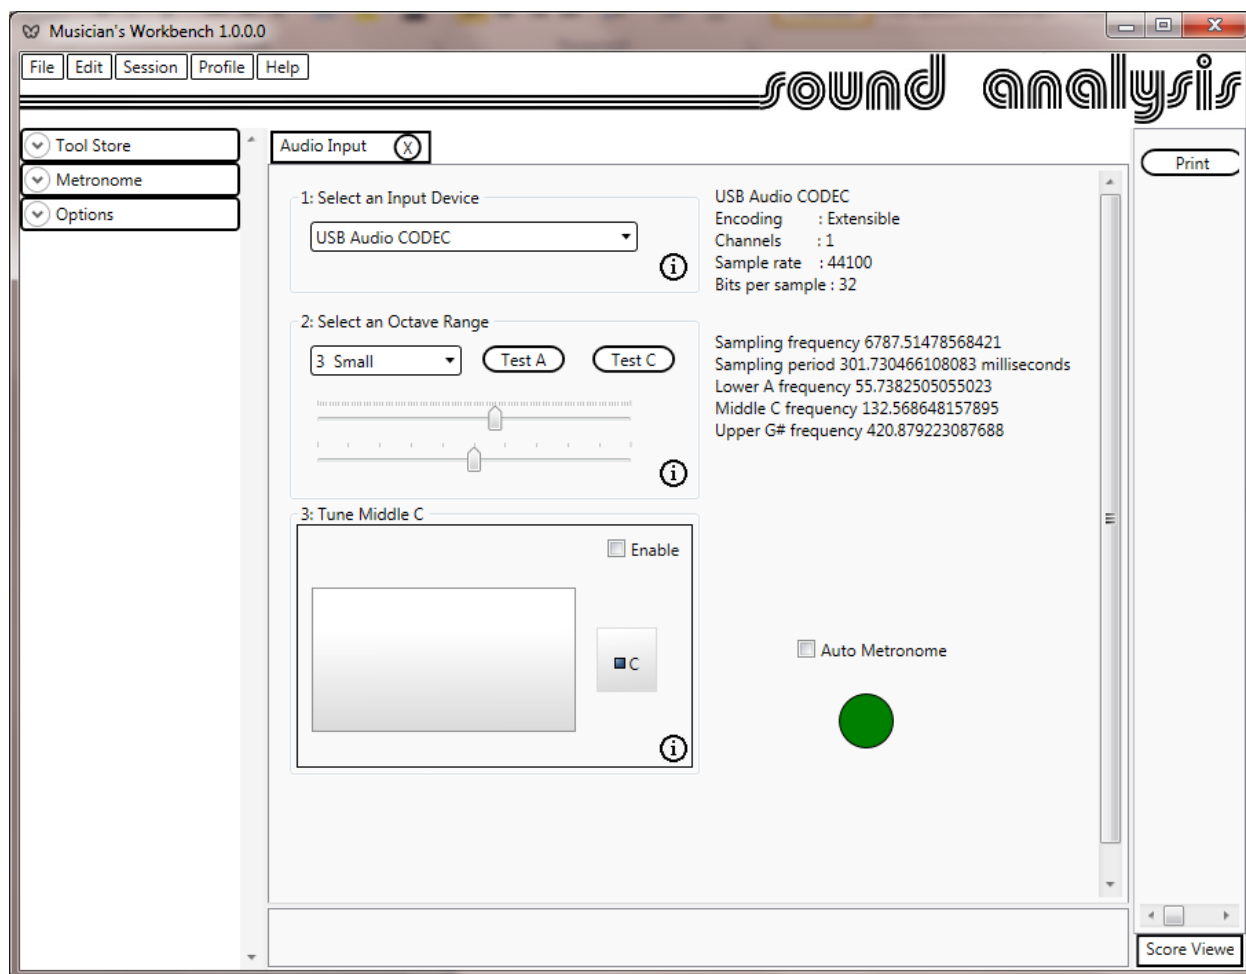 Musician's Workbench 1.0.0.0
File Edit Session Profile Help
sound analysis
Tool Store
Metronome
Options
Audio Input X
Print
1: Select an Input Device
USB Audio CODEC
i
USB Audio CODEC
Encoding : Extensible
Channels : 1
Sample rate : 44100
Bits per sample : 32
2: Select an Octave Range
3 Small Test A Test C
i
Sampling frequency 6787.51478568421
Sampling period 301.730466108083 milliseconds
Lower A frequency 55.7382505055023
Middle C frequency 132.568648157895
Upper G# frequency 420.879223087688
3: Tune Middle C
Enable
C
i
Auto Metronome
Score Viewe